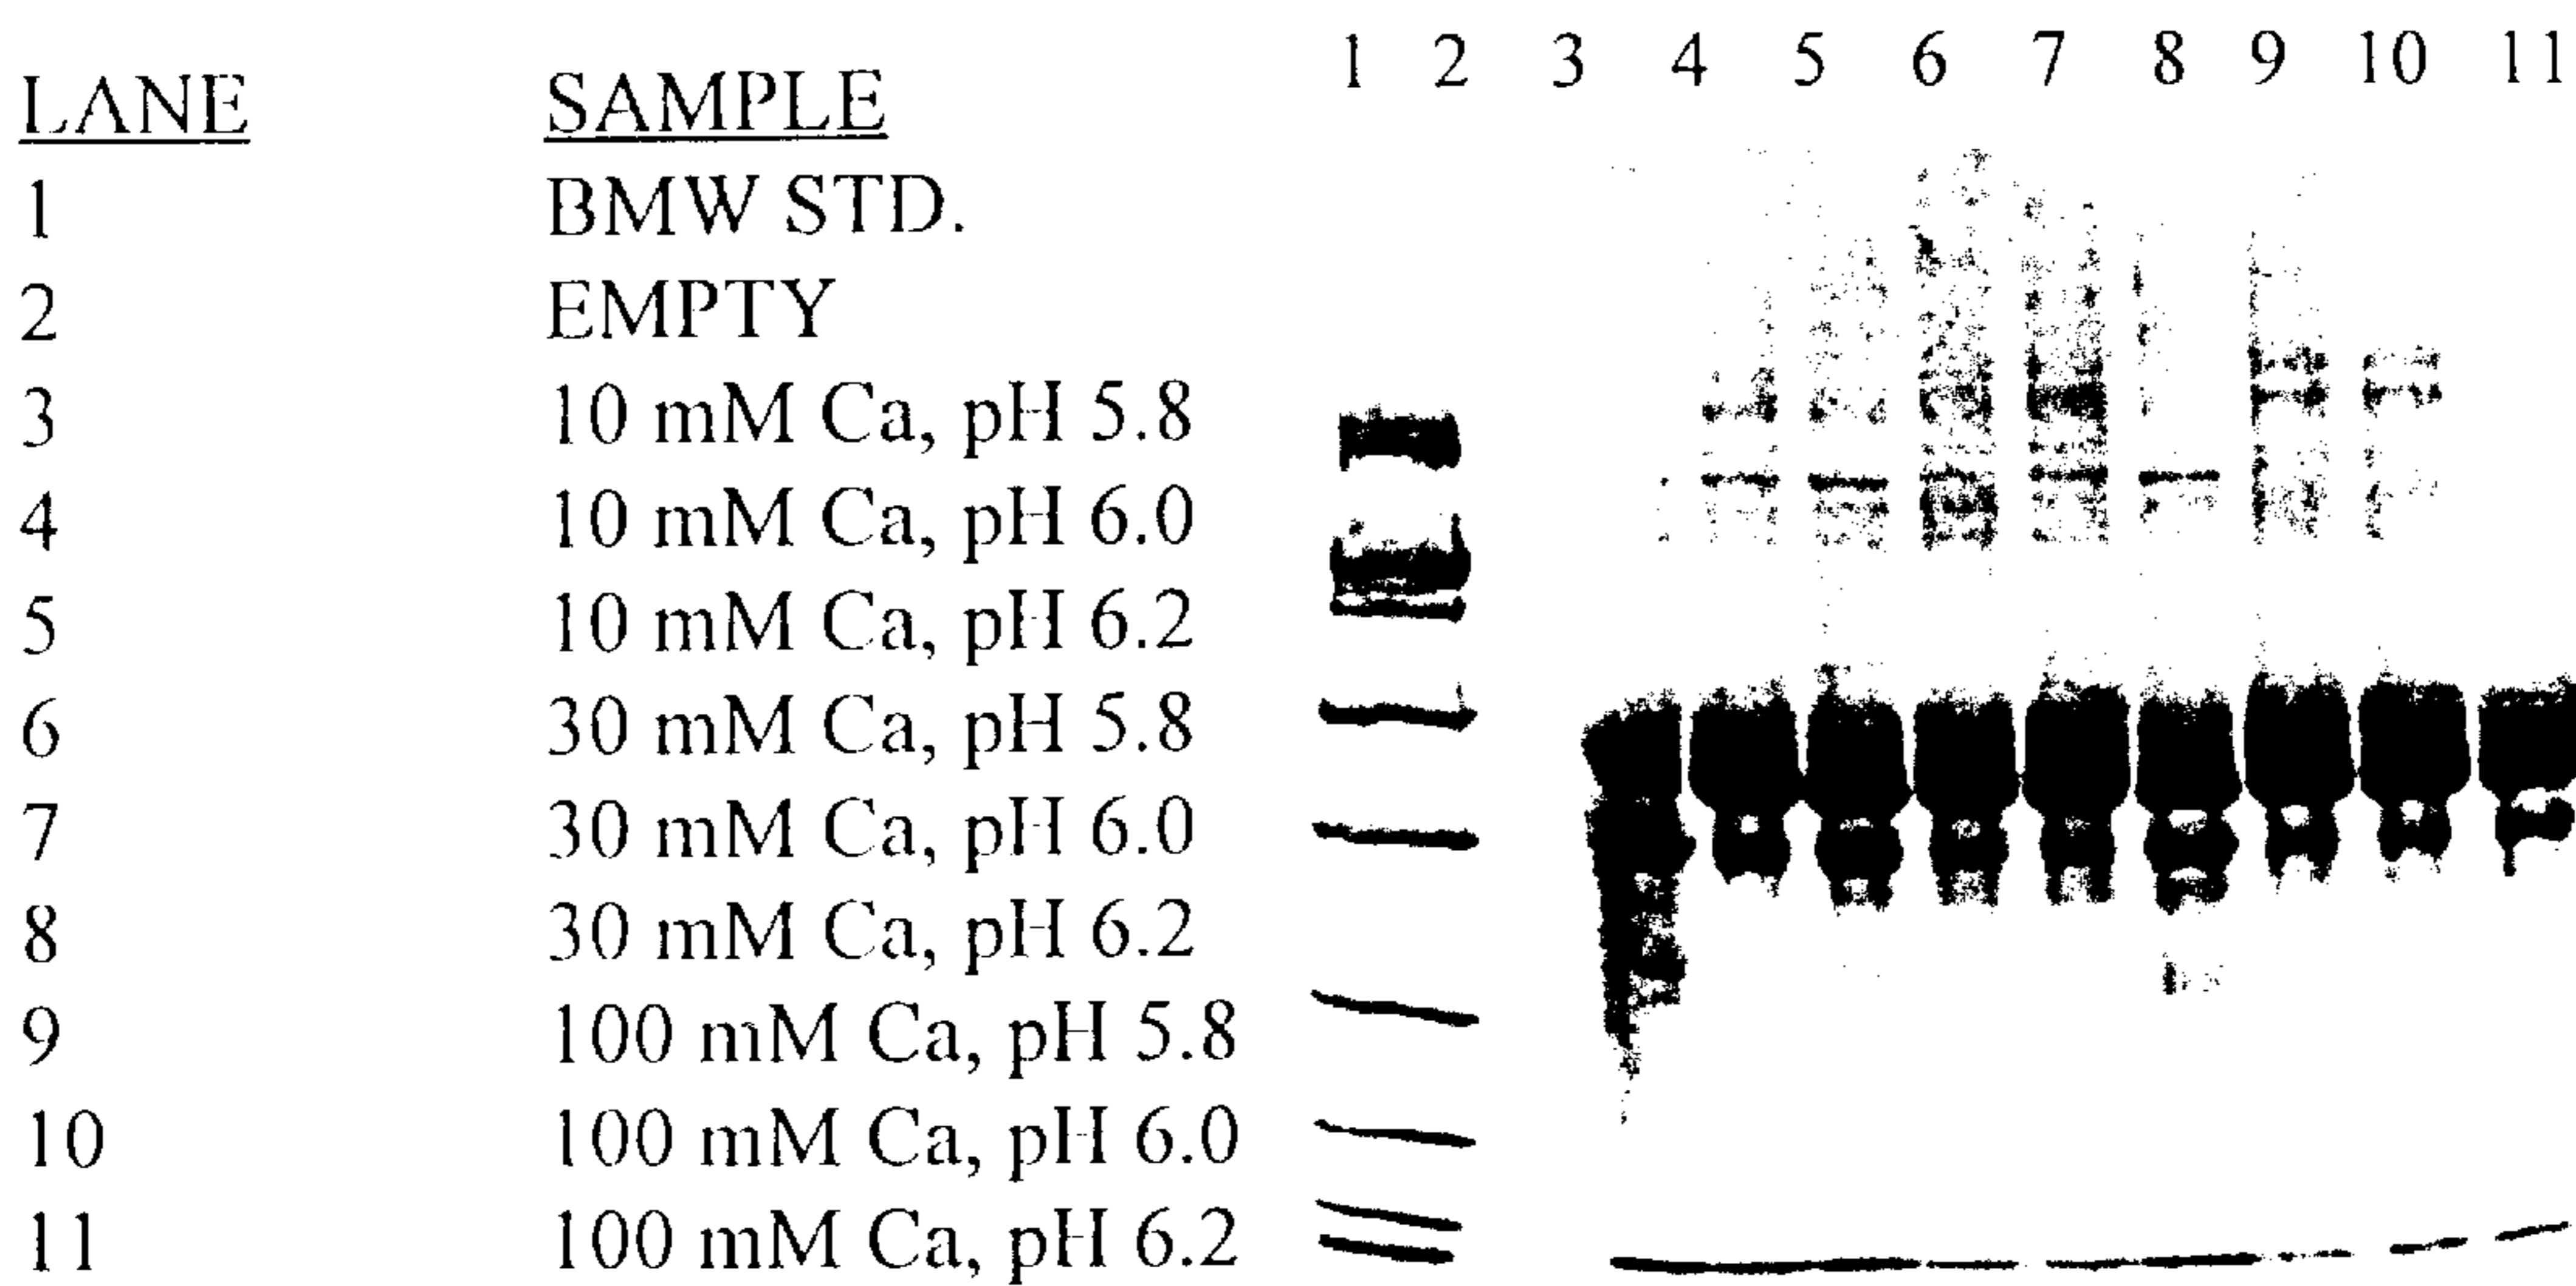 1 2 3 4 5 6 7 8 9 10 11
LANE SAMPLE
1 BMW STD.
2 EMPTY
3 10 mM Ca, pH 5.8
4 10 mM Ca, pH 6.0
5 10 mM Ca, pH 6.2
6 30 mM Ca, pH 5.8
7 30 mM Ca, pH 6.0
8 30 mM Ca, pH 6.2
9 100 mM Ca, pH 5.8
10 100 mM Ca, pH 6.0
11 100 mM Ca, pH 6.2